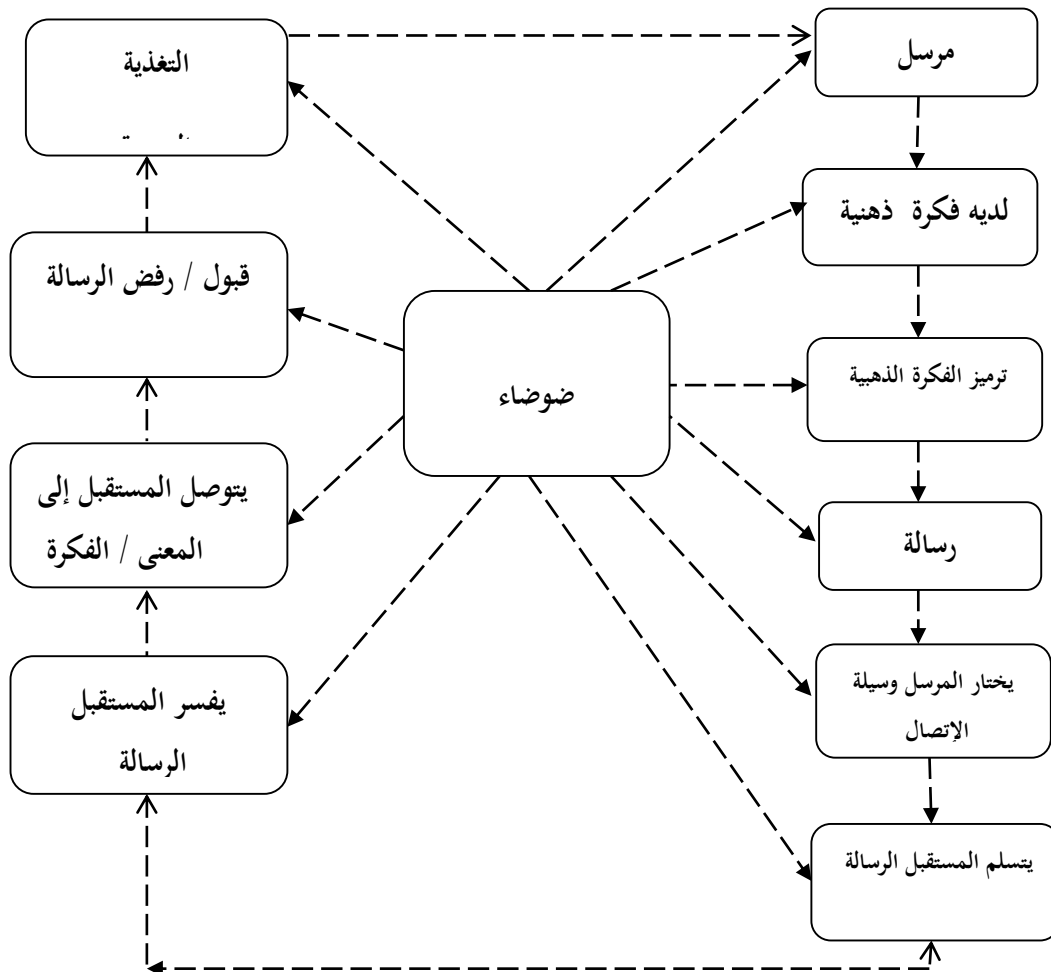 مرسل
لديه فكرة ذهنية
ترميز الفكرة الذهبية
رسالة
يختار المرسل وسيلة
الإتصال
يتسلم المستقبل الرسالة
يفسر المستقبل
الرسالة
يتوصل المستقبل إلى
المعنى / الفكرة
قبول / رفض الرسالة
التغذية
ضوضاء